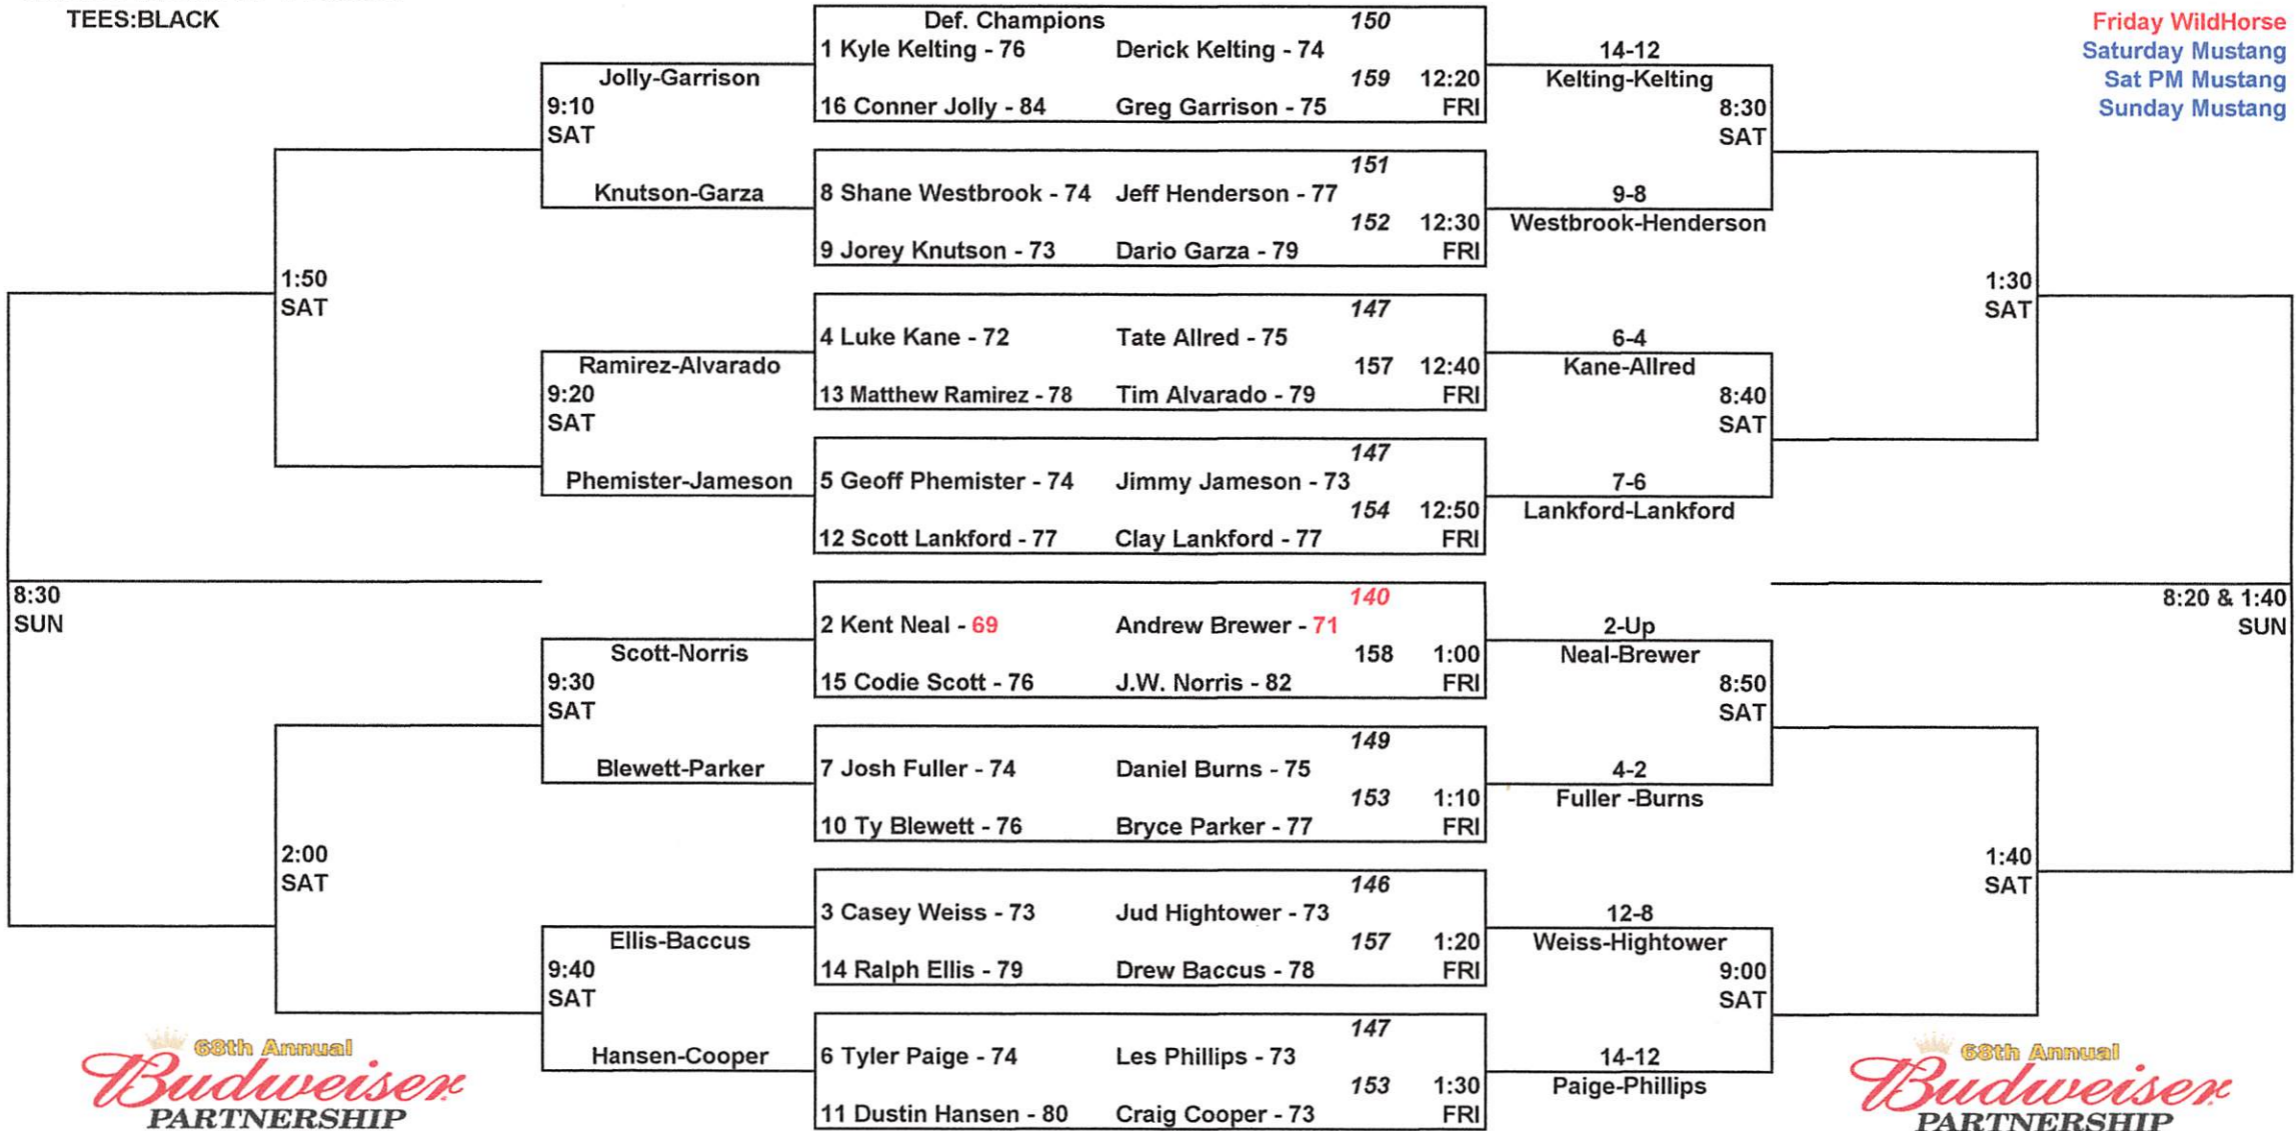 TEES:BLACK
Friday WildHorse
Saturday Mustang
Sat PM Mustang
Sunday Mustang
Def. Champions 150
1 Kyle Kelting - 76 Derick Kelting - 74
159 12:20
16 Conner Jolly - 84 Greg Garrison - 75 FRI
Jolly-Garrison
9:10
SAT
Knutson-Garza
14-12
Kelting-Kelting
8:30
SAT
9-8
Westbrook-Henderson
151
8 Shane Westbrook - 74 Jeff Henderson - 77
152 12:30
9 Jorey Knutson - 73 Dario Garza - 79 FRI
1:50
SAT
1:30
SAT
147
4 Luke Kane - 72 Tate Allred - 75
157 12:40
13 Matthew Ramirez - 78 Tim Alvarado - 79 FRI
Ramirez-Alvarado
9:20
SAT
Phemister-Jameson
6-4
Kane-Allred
8:40
SAT
7-6
Lankford-Lankford
147
5 Geoff Phemister - 74 Jimmy Jameson - 73
154 12:50
12 Scott Lankford - 77 Clay Lankford - 77 FRI
8:30
SUN
8:20 & 1:40
SUN
140
2 Kent Neal - 69 Andrew Brewer - 71
158 1:00
15 Codie Scott - 76 J.W. Norris - 82 FRI
Scott-Norris
9:30
SAT
Blewett-Parker
2-Up
Neal-Brewer
8:50
SAT
4-2
Fuller -Burns
149
7 Josh Fuller - 74 Daniel Burns - 75
153 1:10
10 Ty Blewett - 76 Bryce Parker - 77 FRI
2:00
SAT
1:40
SAT
146
3 Casey Weiss - 73 Jud Hightower - 73
157 1:20
14 Ralph Ellis - 79 Drew Baccus - 78 FRI
Ellis-Baccus
9:40
SAT
Hansen-Cooper
12-8
Weiss-Hightower
9:00
SAT
14-12
Paige-Phillips
147
6 Tyler Paige - 74 Les Phillips - 73
153 1:30
11 Dustin Hansen - 80 Craig Cooper - 73 FRI
68th Annual
Budweiser
PARTNERSHIP
68th Annual
Budweiser
PARTNERSHIP